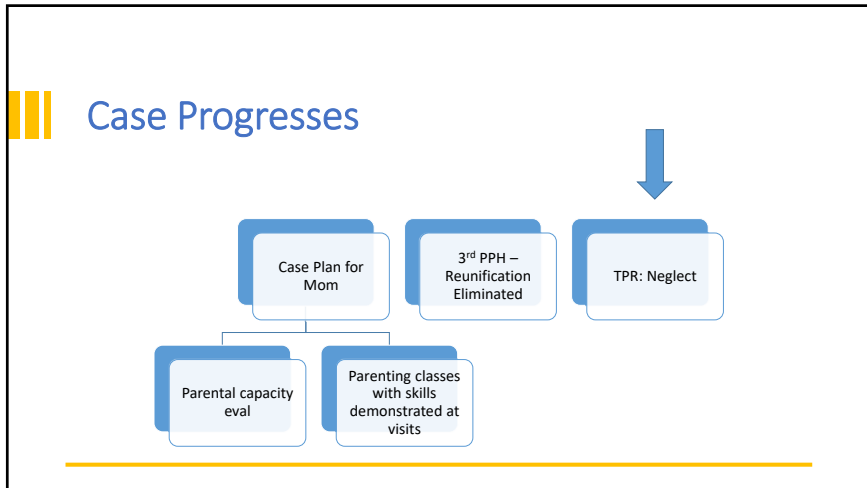 Case Progresses
Case Plan for
Mom
3rd PPH –
Reunification
Eliminated
TPR: Neglect
Parental capacity
eval
Parenting classes
with skills
demonstrated at
visits